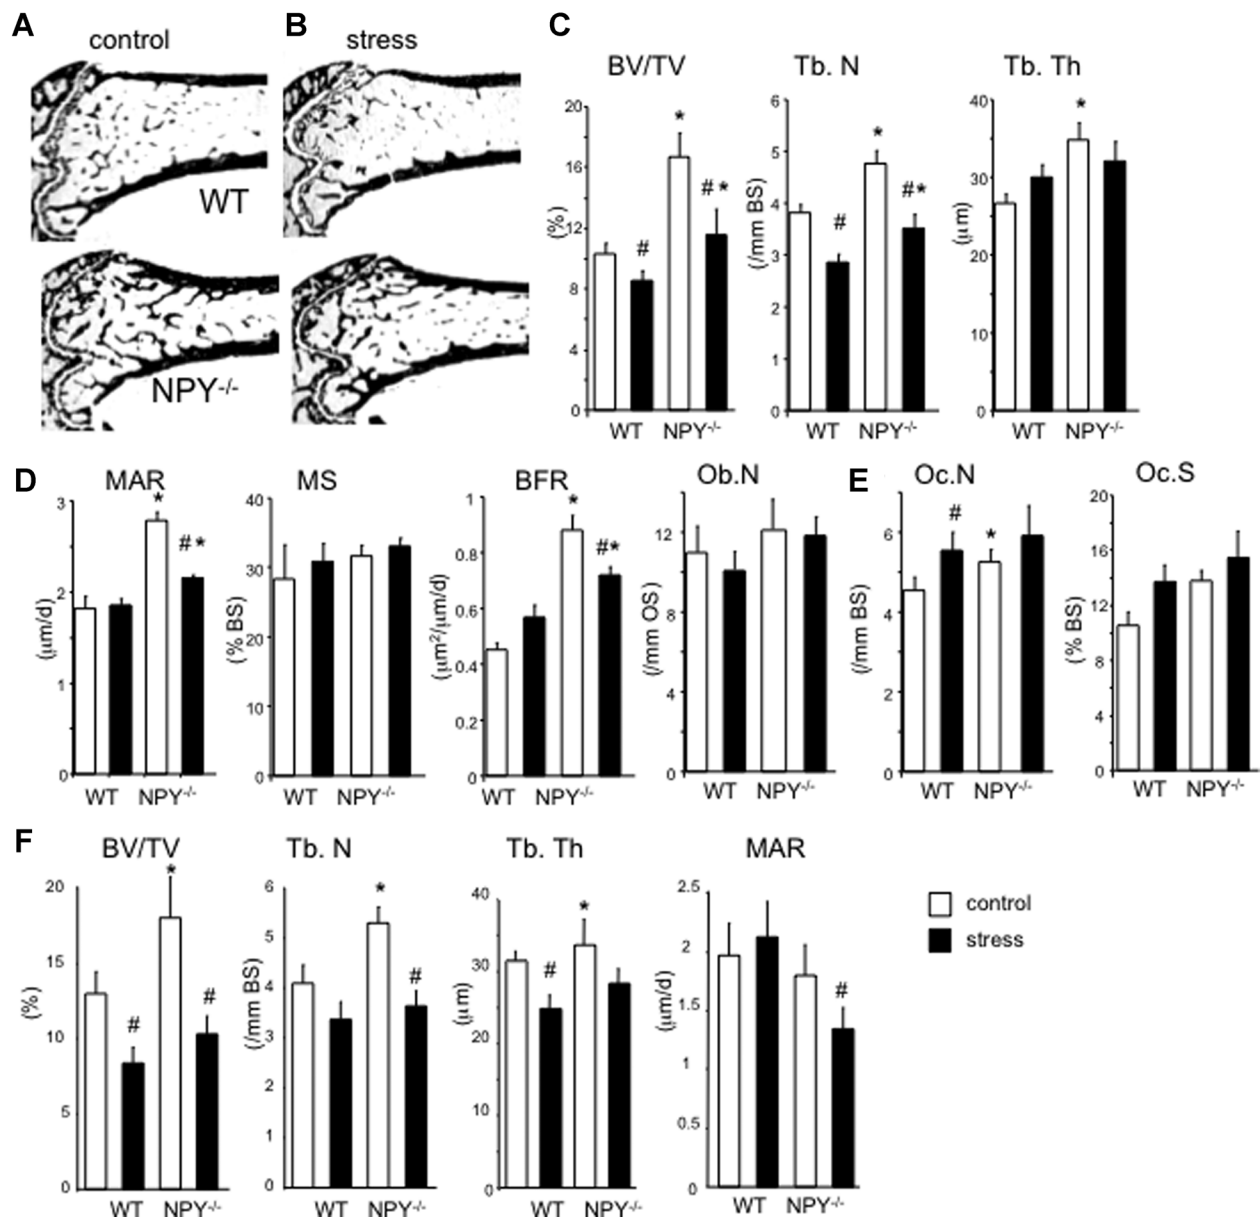 A
control
B
stress
WT
NPY-/-
C
BV/TV
Tb. N
Tb. Th
20
16
12
8
4
0
(%)
# *
#
*
WT NPY-/-
6
5
4
3
2
1
0
(/mm BS)
*
#
#*
WT NPY-/-
40
30
20
10
0
(µm)
*
WT NPY-/-
D
MAR
MS
BFR
Ob.N
E
Oc.N
Oc.S
3
2
1
0
(µm/d)
*
# *
WT NPY-/-
40
30
20
10
0
(% BS)
WT NPY-/-
1
0.8
0.6
0.4
0.2
0
(µm2/µm/d)
*
#*
WT NPY-/-
12
8
4
0
(/mm OS)
WT NPY-/-
6
4
2
0
(/mm BS)
#
*
WT NPY-/-
20
16
12
8
4
0
(% BS)
WT NPY-/-
F
BV/TV
Tb. N
Tb. Th
MAR
20
15
10
5
0
(%)
#
*
#
WT NPY-/-
6
5
4
3
2
1
0
(/mm BS)
*
#
WT NPY-/-
40
30
20
10
0
(µm)
#
*
WT NPY-/-
2.5
2
1.5
1
0.5
0
(µm/d)
#
WT NPY-/-
control
stress